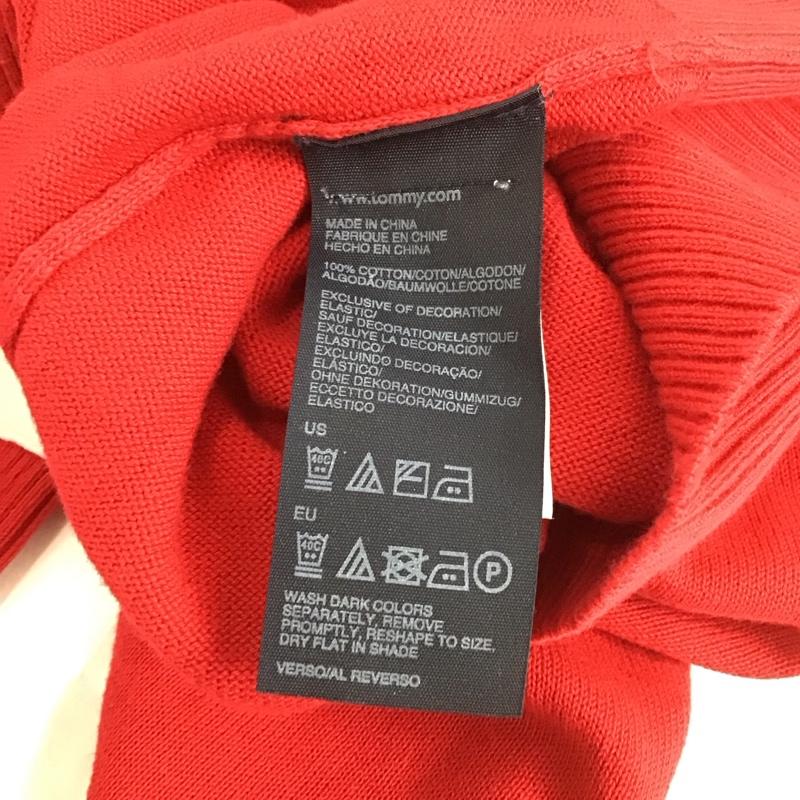 www.tommy.com
MADE IN CHINA
FABRIQUE EN CHINE
HECHO EN CHINA
100% COTTON/COTON/ALGODON/
ALGODÃO/BAUMWOLLE/COTONE
EXCLUSIVE OF DECORATION/
ELASTIC/
SAUF DECORATION/ELASTIQUE/
EXCLUYE LA DECORACION/
ELASTICO/
EXCLUINDO DECORAÇÃO/
ELÁSTICO/
OHNE DEKORATION/GUMMIZUG/
ECCETTO DECORAZIONE/
ELASTICO
US
40C
EU
40C P
WASH DARK COLORS
SEPARATELY, REMOVE
PROMPTLY, RESHAPE TO SIZE,
DRY FLAT IN SHADE
VERSO/AL REVERSO